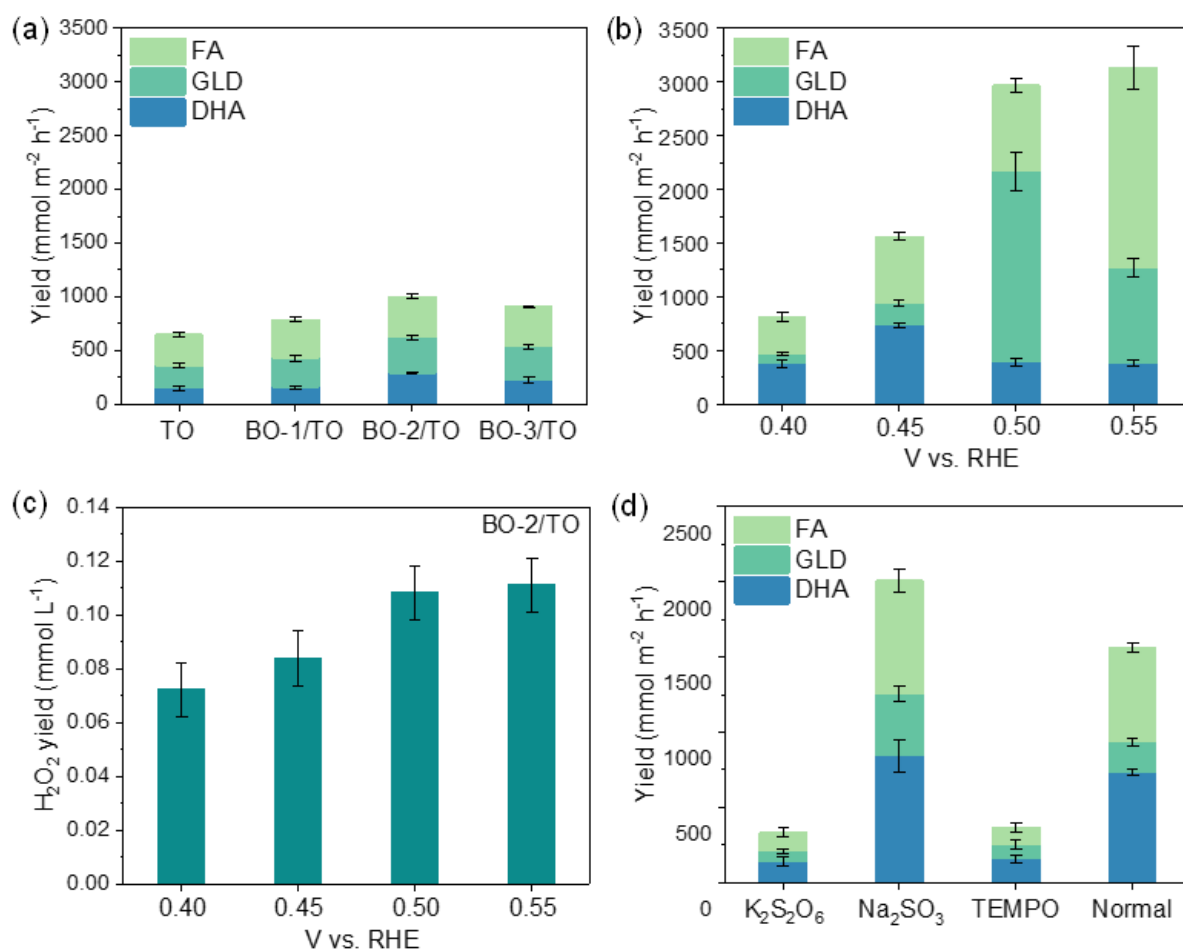 (a)
FA
GLD
DHA
Yield (mmol m⁻² h⁻¹)
3500
3000
2500
2000
1500
1000
500
0
TO BO-1/TO BO-2/TO BO-3/TO
(b)
FA
GLD
DHA
Yield (mmol m⁻² h⁻¹)
3500
3000
2500
2000
1500
1000
500
0
0.40 0.45 0.50 0.55
V vs. RHE
(c)
BO-2/TO
H₂O₂ yield (mmol L⁻¹)
0.14
0.12
0.10
0.08
0.06
0.04
0.02
0.00
0.40 0.45 0.50 0.55
V vs. RHE
(d)
FA
GLD
DHA
Yield (mmol m⁻² h⁻¹)
2500
2000
1500
1000
500
0
K₂S₂O₆ Na₂SO₃ TEMPO Normal